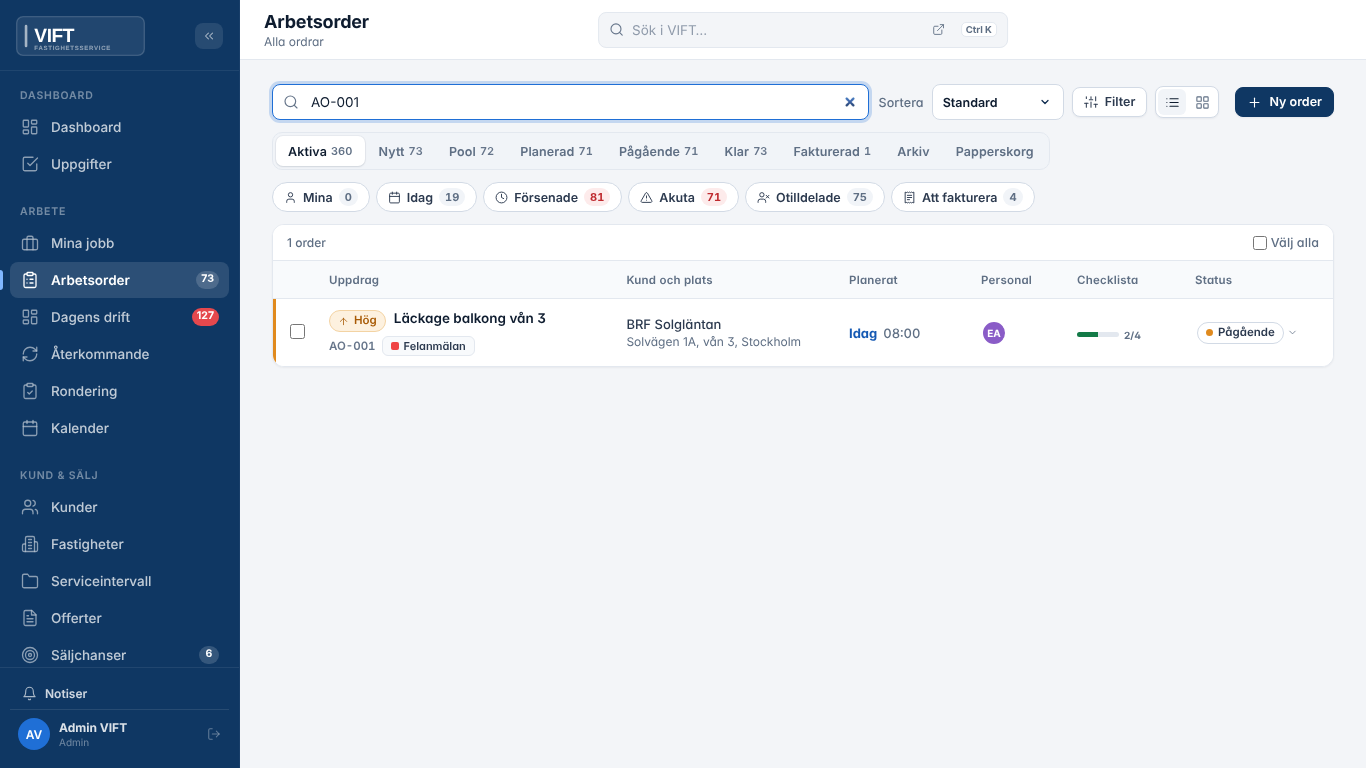 VIFT
FASTIGHETSSERVICE
DASHBOARD
Dashboard
Uppgifter
ARBETE
Mina jobb
Arbetsorder 73
Dagens drift 127
Återkommande
Rondering
Kalender
KUND & SÄLJ
Kunder
Fastigheter
Serviceintervall
Offerter
Säljchanser 6
Notiser
AV Admin VIFT
Admin
Arbetsorder
Alla ordrar
Sök i VIFT... Ctrl K
AO-001 Sortera Standard Filter Ny order
Aktiva 360 Nytt 73 Pool 72 Planerad 71 Pågående 71 Klar 73 Fakturerad 1 Arkiv Papperskorg
Mina 0 Idag 19 Försenade 81 Akuta 71 Otilldelade 75 Att fakturera 4
1 order Välj alla
Uppdrag Kund och plats Planerat Personal Checklista Status
Hög Läckage balkong vån 3
AO-001 Felanmälan
BRF Solgläntan
Solvägen 1A, vån 3, Stockholm
Idag 08:00 EA 2/4 Pågående